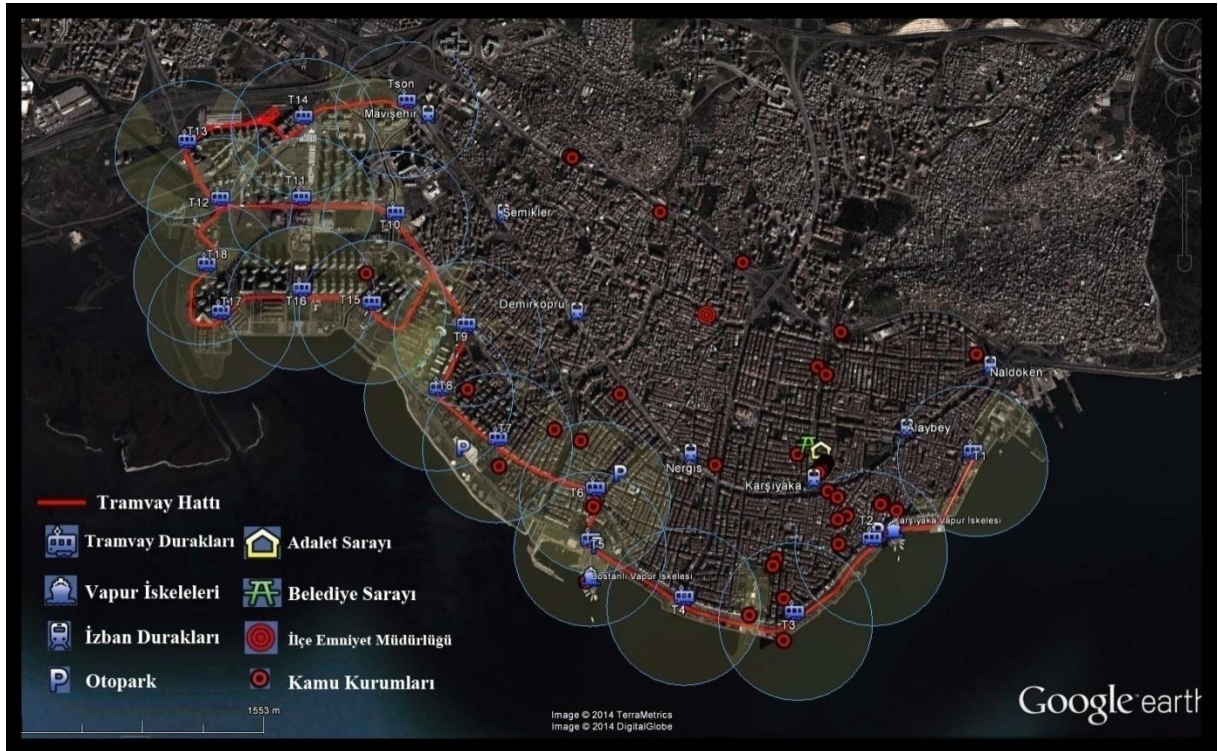 Tson
T14
Mavişehir
T13
T11
T12
T10
Şemikler
T18
T16
T15
T17
Demirköprü
T9
Naldöken
T8
Alaybey
T7
T1
P
P
Nergis
Karşıyaka
T6
T2
Karşıyaka Vapur İskelesi
P
T5
Bostanlı Vapur İskelesi
T4
T3
Tramvay Hattı
Tramvay Durakları
Adalet Sarayı
Vapur İskeleleri
Belediye Sarayı
İzban Durakları
İlçe Emniyet Müdürlüğü
P Otopark
Kamu Kurumları
1553 m
Image © 2014 TerraMetrics
Image © 2014 DigitalGlobe
Google earth